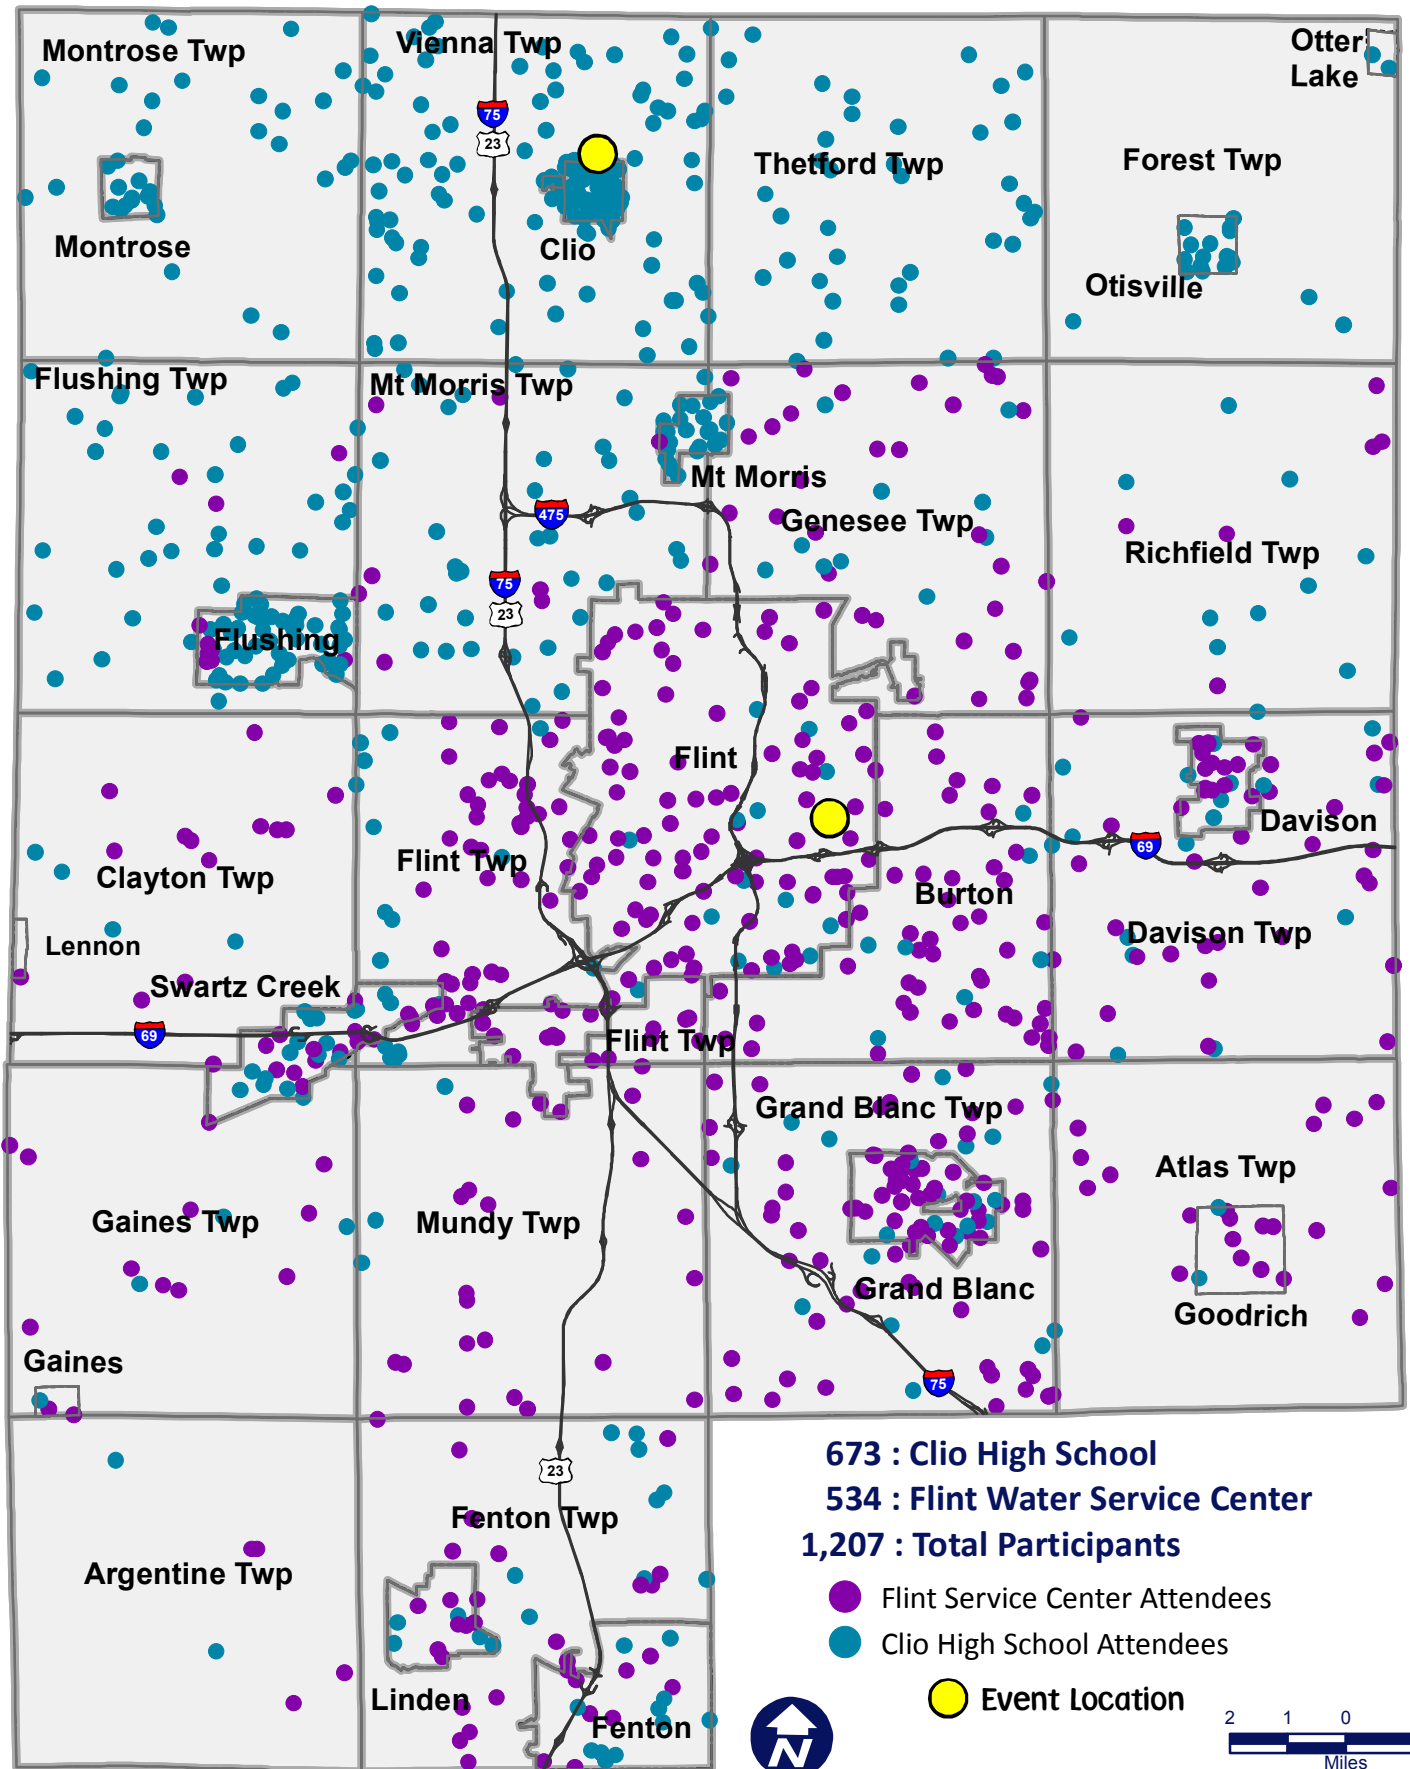 Montrose Twp
Vienna Twp
Otter
Lake
75
23
Thetford Twp
Forest Twp
Montrose
Clio
Otisville
Flushing Twp
Mt Morris Twp
Mt Morris
475
Genesee Twp
Richfield Twp
75
23
Flushing
Flint
Davison
69
Flint Twp
Clayton Twp
Burton
Davison Twp
Lennon
Swartz Creek
69
Flint Twp
Grand Blanc Twp
Atlas Twp
Gaines Twp
Mundy Twp
Grand Blanc
Goodrich
Gaines
75
23
673 : Clio High School
534 : Flint Water Service Center
1,207 : Total Participants
Fenton Twp
Argentine Twp
Flint Service Center Attendees
Clio High School Attendees
Linden
Event Location
Fenton
N
2 1 0
Miles